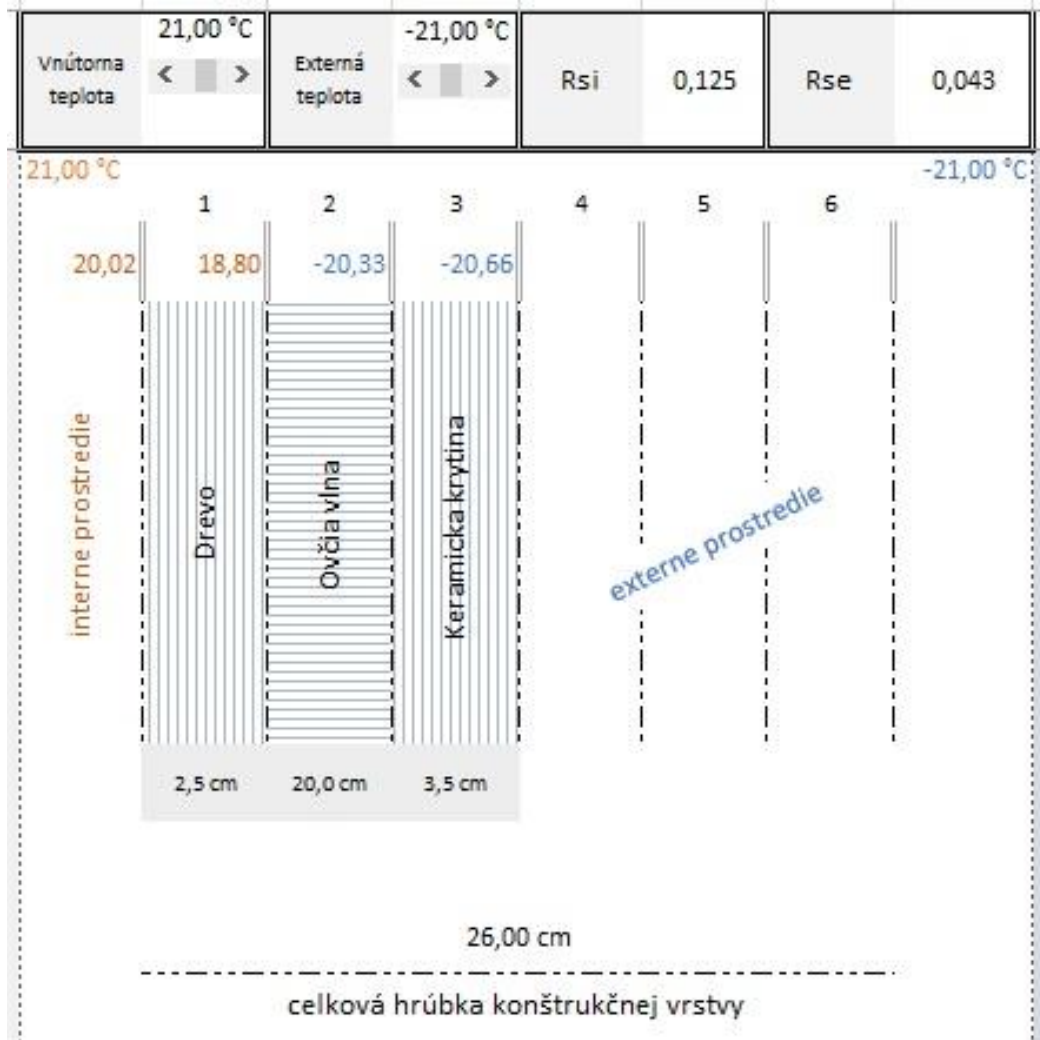 Vnútorna
teplota
21,00 °C
Externá
teplota
-21,00 °C
Rsi
0,125
Rse
0,043
21,00 °C
-21,00 °C
1 2 3 4 5 6
20,02 18,80 -20,33 -20,66
interne prostredie
Drevo
Ovčia vlna
Keramicka krytina
externe prostredie
2,5 cm 20,0 cm 3,5 cm
26,00 cm
celková hrúbka konštrukčnej vrstvy